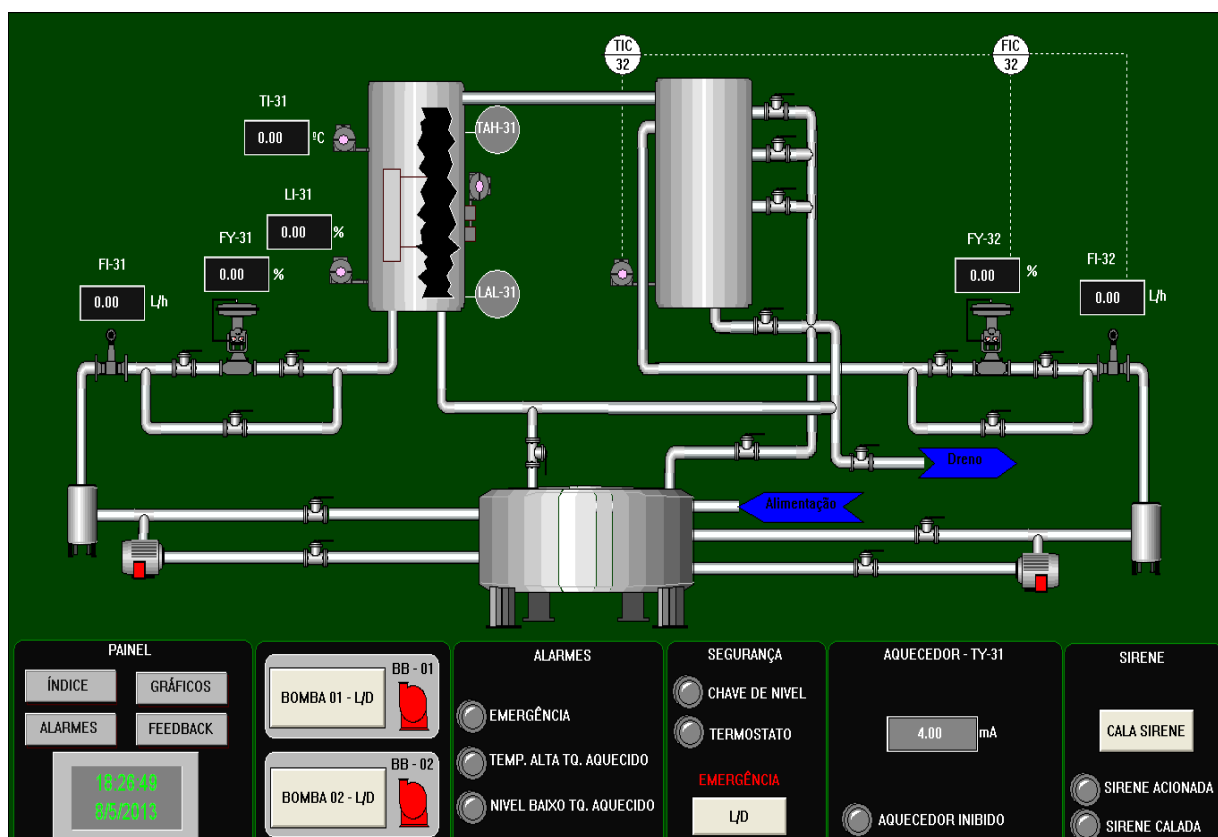 TIC
32
FIC
32
TI-31
0.00 ºC
TAH-31
LI-31
0.00 %
FY-31
0.00 %
FI-31
0.00 L/h
LAL-31
FY-32
0.00 %
FI-32
0.00 L/h
Dreno
Alimentação
PAINEL
ÍNDICE
GRÁFICOS
ALARMES
FEEDBACK
18:26:49
8/5/2013
BB - 01
BOMBA 01 - L/D
BB - 02
BOMBA 02 - L/D
ALARMES
EMERGÊNCIA
TEMP. ALTA TQ. AQUECIDO
NIVEL BAIXO TQ. AQUECIDO
SEGURANÇA
CHAVE DE NIVEL
TERMOSTATO
EMERGÊNCIA
L/D
AQUECEDOR - TY-31
4.00 mA
AQUECEDOR INIBIDO
SIRENE
CALA SIRENE
SIRENE ACIONADA
SIRENE CALADA